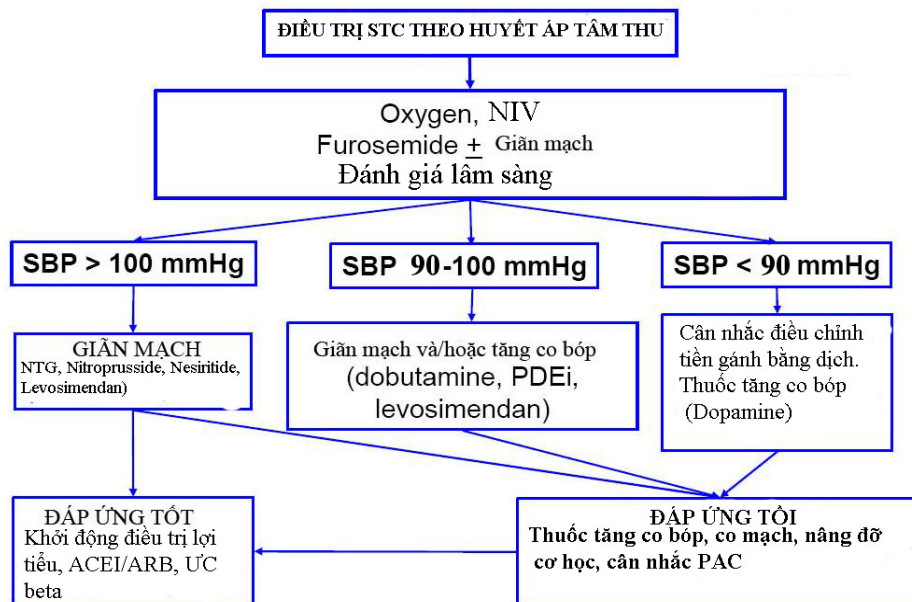 ĐIỀU TRỊ STC THEO HUYẾT ÁP TÂM THU
Oxygen, NIV
Furosemide ± Giãn mạch
Đánh giá lâm sàng
SBP > 100 mmHg
SBP 90-100 mmHg
SBP < 90 mmHg
GIÃN MẠCH
NTG, Nitroprusside, Nesiritide,
Levosimendan)
Giãn mạch và/hoặc tăng co bóp
(dobutamine, PDEi,
levosimendan)
Cân nhắc điều chỉnh
tiền gánh bằng dịch.
Thuốc tăng co bóp
(Dopamine)
ĐÁP ỨNG TỐT
Khởi động điều trị lợi
tiểu, ACEI/ARB, ƯC
beta
ĐÁP ỨNG TỒI
Thuốc tăng co bóp, co mạch, nâng đỡ
cơ học, cân nhắc PAC